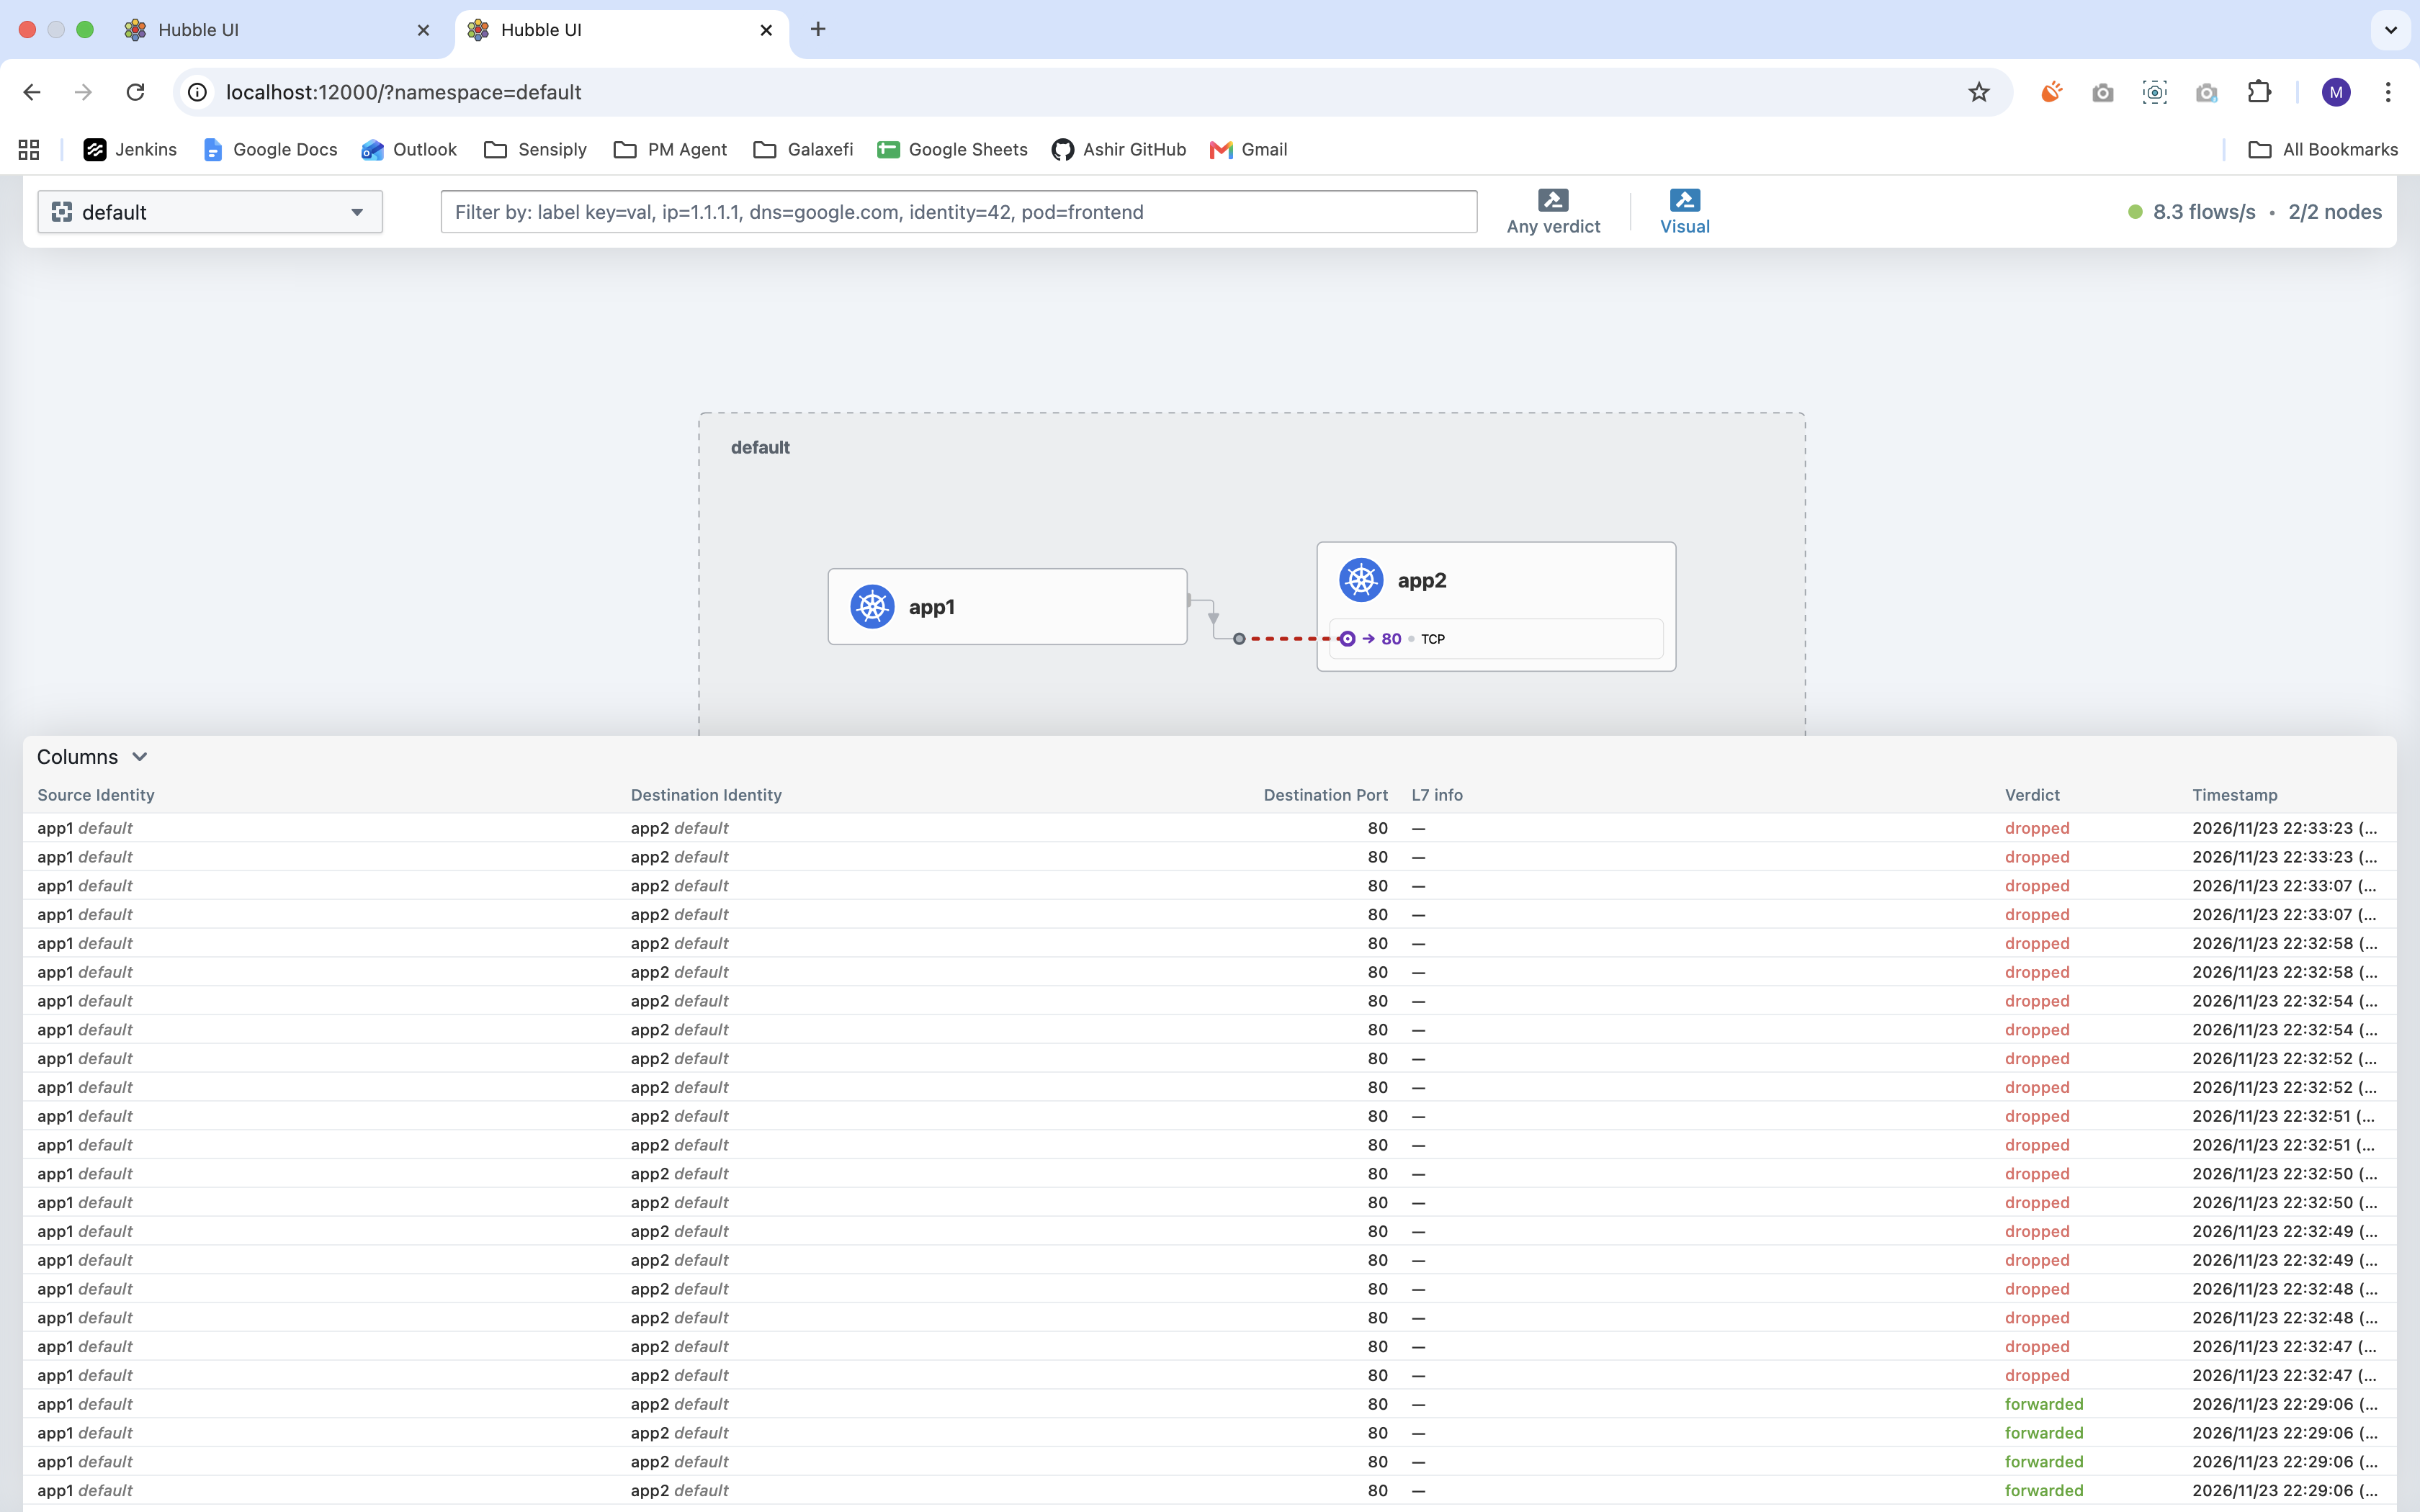 Hubble UI
Hubble UI
localhost:12000/?namespace=default
M
Jenkins Google Docs Outlook Sensiply PM Agent Galaxefi Google Sheets Ashir GitHub Gmail All Bookmarks
default
Filter by: label key=val, ip=1.1.1.1, dns=google.com, identity=42, pod=frontend
Any verdict
Visual
8.3 flows/s • 2/2 nodes
default
app1
app2
→ 80 • TCP
Columns
Source Identity Destination Identity Destination Port L7 info Verdict Timestamp
app1 default app2 default 80 — dropped 2026/11/23 22:33:23 (...
app1 default app2 default 80 — dropped 2026/11/23 22:33:23 (...
app1 default app2 default 80 — dropped 2026/11/23 22:33:07 (...
app1 default app2 default 80 — dropped 2026/11/23 22:33:07 (...
app1 default app2 default 80 — dropped 2026/11/23 22:32:58 (...
app1 default app2 default 80 — dropped 2026/11/23 22:32:58 (...
app1 default app2 default 80 — dropped 2026/11/23 22:32:54 (...
app1 default app2 default 80 — dropped 2026/11/23 22:32:54 (...
app1 default app2 default 80 — dropped 2026/11/23 22:32:52 (...
app1 default app2 default 80 — dropped 2026/11/23 22:32:52 (...
app1 default app2 default 80 — dropped 2026/11/23 22:32:51 (...
app1 default app2 default 80 — dropped 2026/11/23 22:32:51 (...
app1 default app2 default 80 — dropped 2026/11/23 22:32:50 (...
app1 default app2 default 80 — dropped 2026/11/23 22:32:50 (...
app1 default app2 default 80 — dropped 2026/11/23 22:32:49 (...
app1 default app2 default 80 — dropped 2026/11/23 22:32:49 (...
app1 default app2 default 80 — dropped 2026/11/23 22:32:48 (...
app1 default app2 default 80 — dropped 2026/11/23 22:32:48 (...
app1 default app2 default 80 — dropped 2026/11/23 22:32:47 (...
app1 default app2 default 80 — dropped 2026/11/23 22:32:47 (...
app1 default app2 default 80 — forwarded 2026/11/23 22:29:06 (...
app1 default app2 default 80 — forwarded 2026/11/23 22:29:06 (...
app1 default app2 default 80 — forwarded 2026/11/23 22:29:06 (...
app1 default app2 default 80 — forwarded 2026/11/23 22:29:06 (...